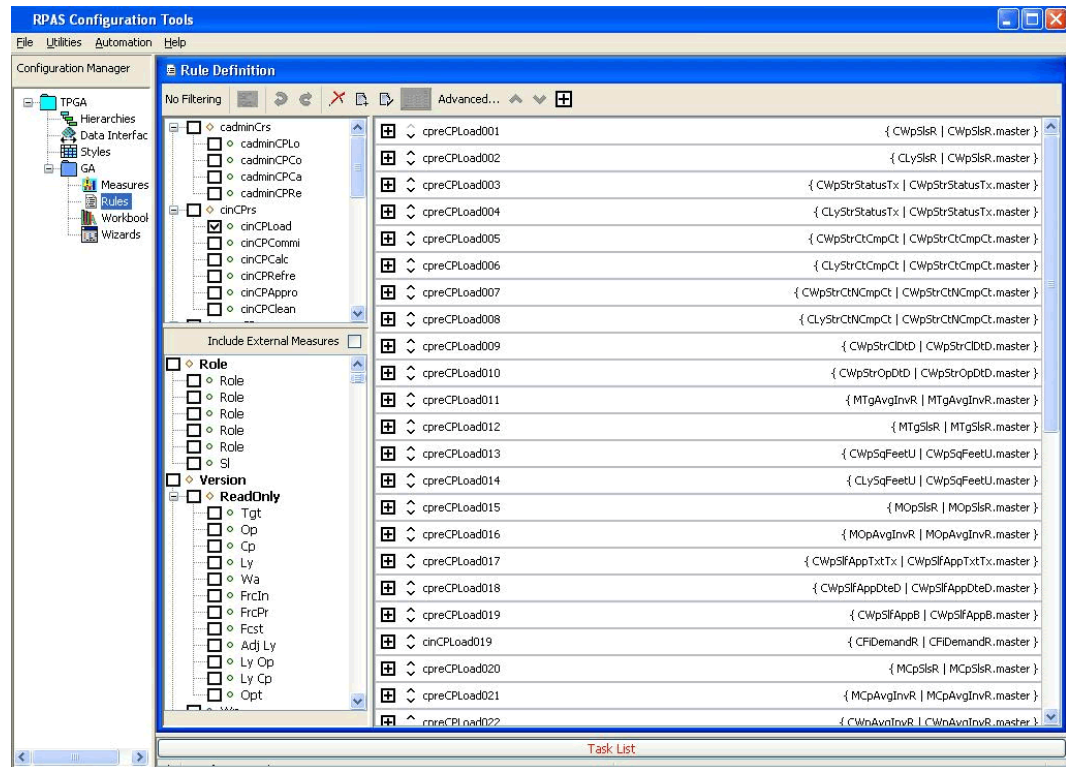 RPAS Configuration Tools
File Utilities Automation Help
Configuration Manager
TPGA
Hierarchies
Data Interfac
Styles
GA
Measures
Rules
Workbook
Wizards
Rule Definition
No Filtering Advanced...
cadminCrs
cadminCPLo
cadminCPCo
cadminCPCa
cadminCPRe
cinCPrs
cinCPLoad
cinCPCommi
cinCPCalc
cinCPRefre
cinCPAppro
cinCPClean
Include External Measures
Role
Role
Role
Role
Role
Role
Sl
Version
ReadOnly
Tgt
Op
Cp
Ly
Wa
FrcIn
FrcPr
Fcst
Adj Ly
Ly Op
Ly Cp
Opt
cpreCPLoad001 { CWpSlsR | CWpSlsR.master }
cpreCPLoad002 { CLySlsR | CWpSlsR.master }
cpreCPLoad003 { CWpStrStatusTx | CWpStrStatusTx.master }
cpreCPLoad004 { CLyStrStatusTx | CWpStrStatusTx.master }
cpreCPLoad005 { CWpStrCtCmpCt | CWpStrCtCmpCt.master }
cpreCPLoad006 { CLyStrCtCmpCt | CWpStrCtCmpCt.master }
cpreCPLoad007 { CWpStrCtNCmpCt | CWpStrCtNCmpCt.master }
cpreCPLoad008 { CLyStrCtNCmpCt | CWpStrCtNCmpCt.master }
cpreCPLoad009 { CWpStrClDtD | CWpStrClDtD.master }
cpreCPLoad010 { CWpStrOpDtD | CWpStrOpDtD.master }
cpreCPLoad011 { MTgAvgInvR | MTgAvgInvR.master }
cpreCPLoad012 { MTgSlsR | MTgSlsR.master }
cpreCPLoad013 { CWpSqFeetU | CWpSqFeetU.master }
cpreCPLoad014 { CLySqFeetU | CWpSqFeetU.master }
cpreCPLoad015 { MOpSlsR | MOpSlsR.master }
cpreCPLoad016 { MOpAvgInvR | MOpAvgInvR.master }
cpreCPLoad017 { CWpSlfAppTxtTx | CWpSlfAppTxtTx.master }
cpreCPLoad018 { CWpSlfAppDteD | CWpSlfAppDteD.master }
cpreCPLoad019 { CWpSlfAppB | CWpSlfAppB.master }
cinCPLoad019 { CFiDemandR | CFiDemandR.master }
cpreCPLoad020 { MCpSlsR | MCpSlsR.master }
cpreCPLoad021 { MCpAvgInvR | MCpAvgInvR.master }
cpreCPLoad022 { CWpAvgInvR | CWpAvgInvR.master }
Task List